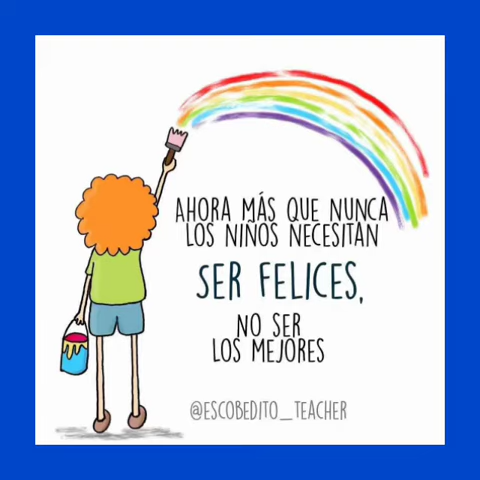 AHORA MÁS QUE NUNCA
LOS NIÑOS NECESITAN
SER FELICES,
NO SER
LOS MEJORES
@ESCOBEDITO_TEACHER